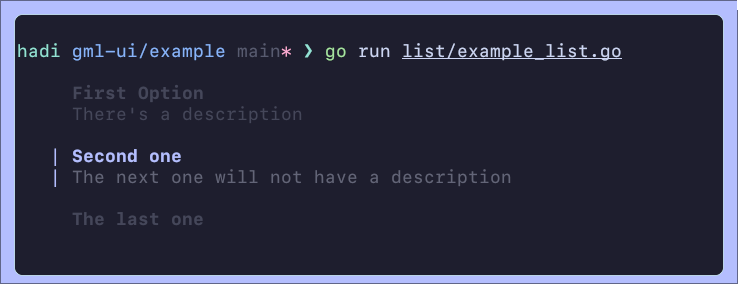 hadi gml-ui/example main* ❯ go run list/example_list.go
First Option
There's a description
| Second one
| The next one will not have a description
The last one